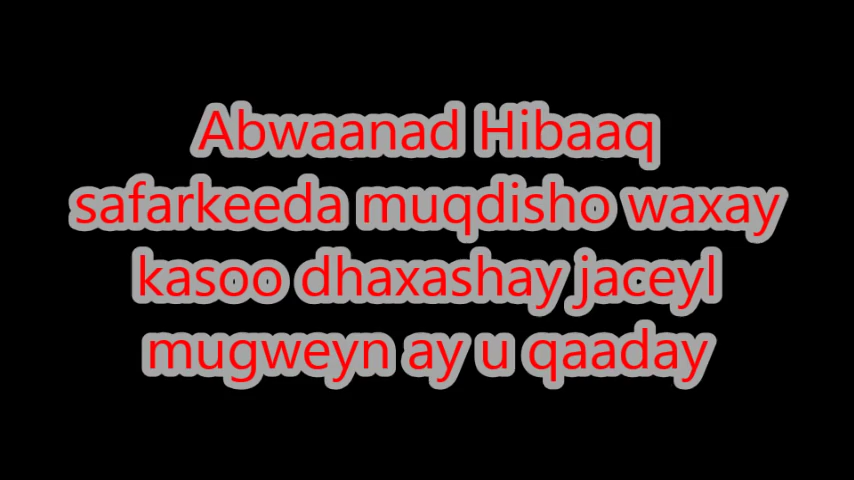 Abwaanad Hibaaq
safarkeeda muqdisho waxay
kasoo dhaxashay jaceyl
mugweyn ay u qaaday